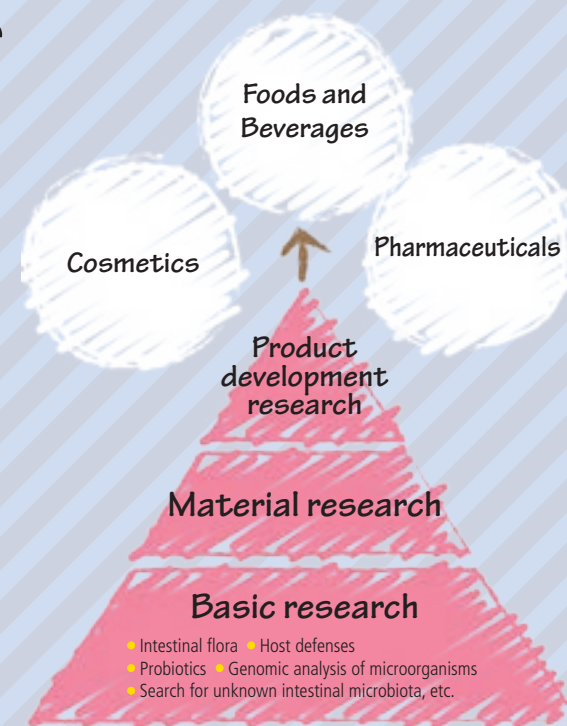 Foods and
Beverages
Cosmetics
Pharmaceuticals
Product
development
research
Material research
Basic research
● Intestinal flora ● Host defenses
● Probiotics ● Genomic analysis of microorganisms
● Search for unknown intestinal microbiota, etc.